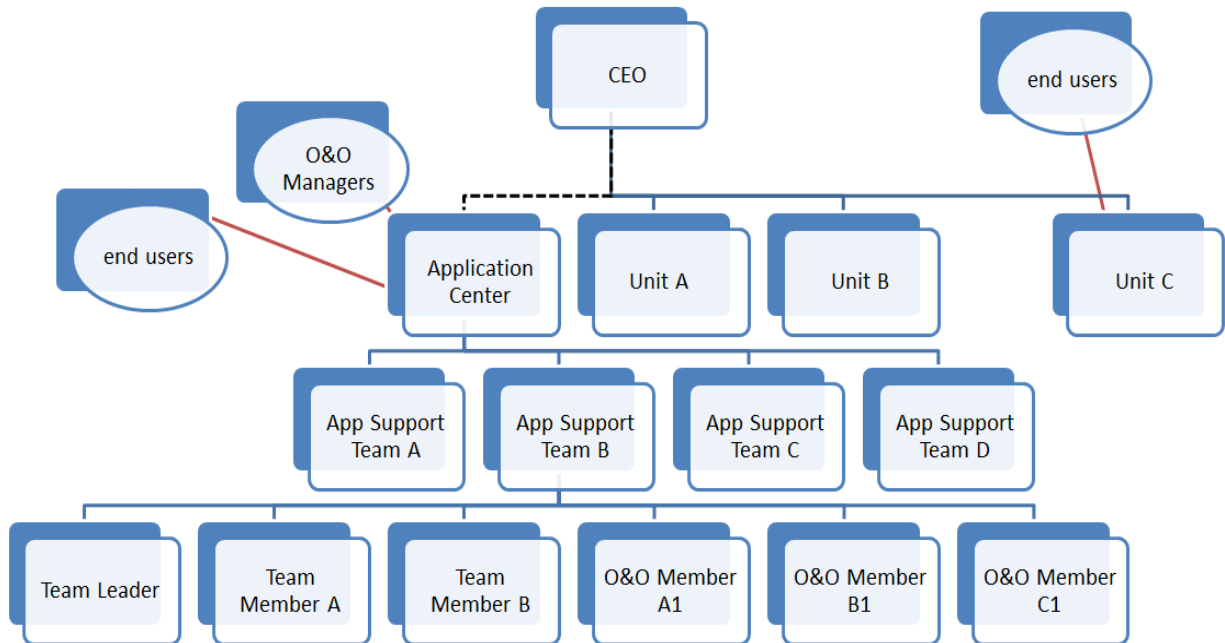 CEO
end users
O&O
Managers
end users
Application
Center
Unit A
Unit B
Unit C
App Support
Team A
App Support
Team B
App Support
Team C
App Support
Team D
Team Leader
Team
Member A
Team
Member B
O&O Member
A1
O&O Member
B1
O&O Member
C1